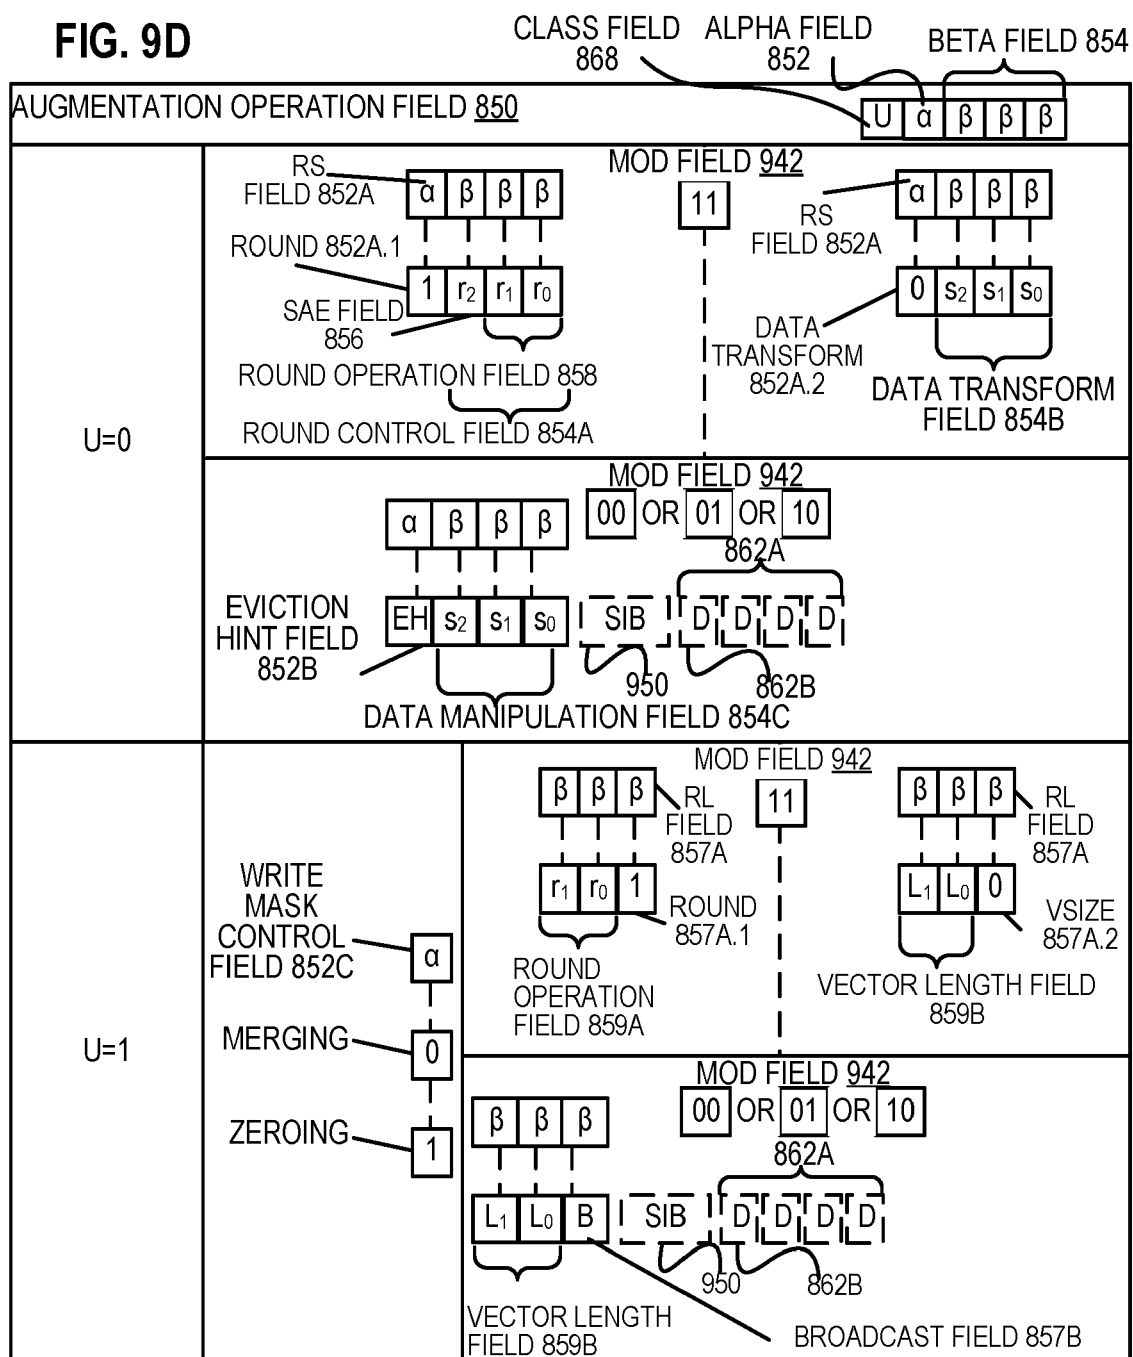 FIG. 9D
CLASS FIELD
868
ALPHA FIELD
852
BETA FIELD 854
AUGMENTATION OPERATION FIELD 850
U α β β β
U=0
MOD FIELD 942
11
RS
FIELD 852A
α β β β
ROUND 852A.1
1 r2 r1 r0
SAE FIELD
856
ROUND OPERATION FIELD 858
ROUND CONTROL FIELD 854A
α β β β
RS
FIELD 852A
0 s2 s1 s0
DATA
TRANSFORM
852A.2
DATA TRANSFORM
FIELD 854B
MOD FIELD 942
00 OR 01 OR 10
α β β β
862A
EVICTION
HINT FIELD
852B
EH s2 s1 s0
SIB
D D D D
950
862B
DATA MANIPULATION FIELD 854C
U=1
WRITE
MASK
CONTROL
FIELD 852C
α
MERGING
0
ZEROING
1
MOD FIELD 942
11
β β β
RL
FIELD
857A
r1 r0 1
ROUND
857A.1
ROUND
OPERATION
FIELD 859A
β β β
RL
FIELD
857A
L1 L0 0
VSIZE
857A.2
VECTOR LENGTH FIELD
859B
MOD FIELD 942
00 OR 01 OR 10
β β β
862A
L1 L0 B
SIB
D D D D
950
862B
VECTOR LENGTH
FIELD 859B
BROADCAST FIELD 857B